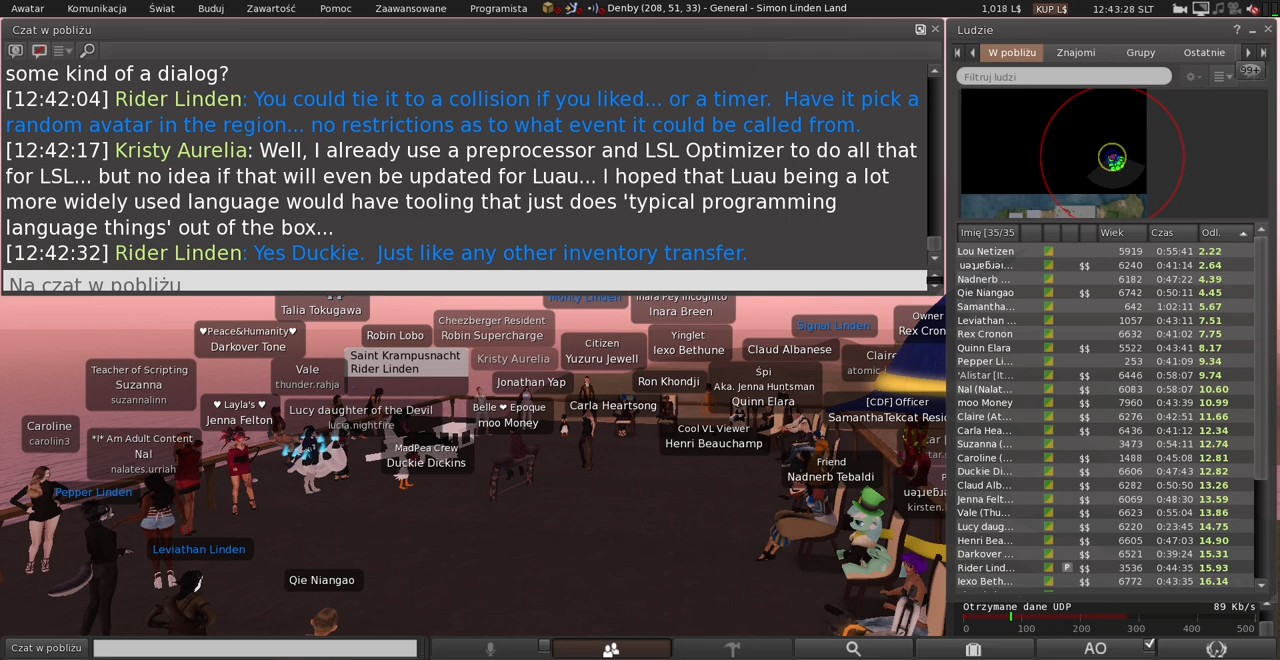 Awatar Komunikacja Świat Buduj Zawartość Pomoc Zaawansowane Programista Denby (208, 51, 33) - General - Simon Linden Land 1,018 L$ KUP L$ 12:43:28 SLT
Czat w pobliżu
some kind of a dialog?
[12:42:04] Rider Linden: You could tie it to a collision if you liked... or a timer. Have it pick a
random avatar in the region... no restrictions as to what event it could be called from.
[12:42:17] Kristy Aurelia: Well, I already use a preprocessor and LSL Optimizer to do all that
for LSL... but no idea if that will even be updated for Luau... I hoped that Luau being a lot
more widely used language would have tooling that just does 'typical programming
language things' out of the box...
[12:42:32] Rider Linden: Yes Duckie. Just like any other inventory transfer.
Na czat w pobliżu
Monty Linden
Talia Tokugawa
Inara Pey Incognito
Inara Breen
Owner
Rex Cron
Cheezberger Resident
Robin Supercharge
Signal Linden
♥Peace&Humanity♥
Darkover Tone
Robin Lobo
Citizen
Yuzuru Jewell
Yinglet
Iexo Bethune
Claud Albanese
Saint Krampusnacht
Rider Linden
Kristy Aurelia
Claire
atomic
Teacher of Scripting
Suzanna
suzannalinn
Vale
thunder.rahja
Jonathan Yap
Ron Khondji
Śpi
Aka. Jenna Huntsman
Quinn Elara
♥ Layla's ♥
Jenna Felton
Lucy daughter of the Devil
lucia.nightfire
Belle ❤ Epoque
moo Money
Carla Heartsong
[CDF] Officer
SamanthaTekcat Resid
Caroline
caroliin3
*I* Am Adult Content
Nal
nalates.urriah
MadPea Crew
Duckie Dickins
Cool VL Viewer
Henri Beauchamp
Friend
Nadnerb Tebaldi
kirsten.
Pepper Linden
Leviathan Linden
Qie Niangao
Czat w pobliżu
Ludzie
? _ ×
W pobliżu Znajomi Grupy Ostatnie
Filtruj ludzi
99+
Imię [35/35 Wiek Czas Odl.
Lou Netizen 5919 0:55:41 2.22
$$ 6240 0:41:14 2.64
Nadnerb ... 6182 0:47:22 4.39
Qie Niangao $$ 6742 0:50:11 4.45
Samantha... 642 1:02:11 5.67
Leviathan ... 1057 0:43:11 7.51
Rex Cronon 6632 0:41:02 7.75
Quinn Elara $$ 5522 0:43:41 8.17
Pepper Li... 253 0:41:09 9.34
'Alistar [It... $$ 6446 0:58:07 9.74
Nal (Nalat... $$ 6083 0:58:07 10.60
moo Money $$ 7960 0:43:39 10.99
Claire (At... $$ 6276 0:42:51 11.66
Carla Hea... $$ 6436 0:41:12 12.34
Suzanna (... 3473 0:54:11 12.74
Caroline (... $$ 1488 0:45:08 12.81
Duckie Di... $$ 6606 0:47:43 12.82
Claud Alb... $$ 6282 0:50:50 13.26
Jenna Felt... $$ 6069 0:48:30 13.59
Vale (Thu... $$ 6623 0:55:04 13.86
Lucy daug... $$ 6220 0:23:45 14.75
Henri Bea... $$ 6605 0:47:03 14.90
Darkover ... $$ 6521 0:39:24 15.31
Rider Lind... P $$ 3536 0:44:35 15.93
Iexo Beth... $$ 6772 0:43:35 16.14
Otrzymane dane UDP 89 Kb/s
0 100 200 300 400 500
AO